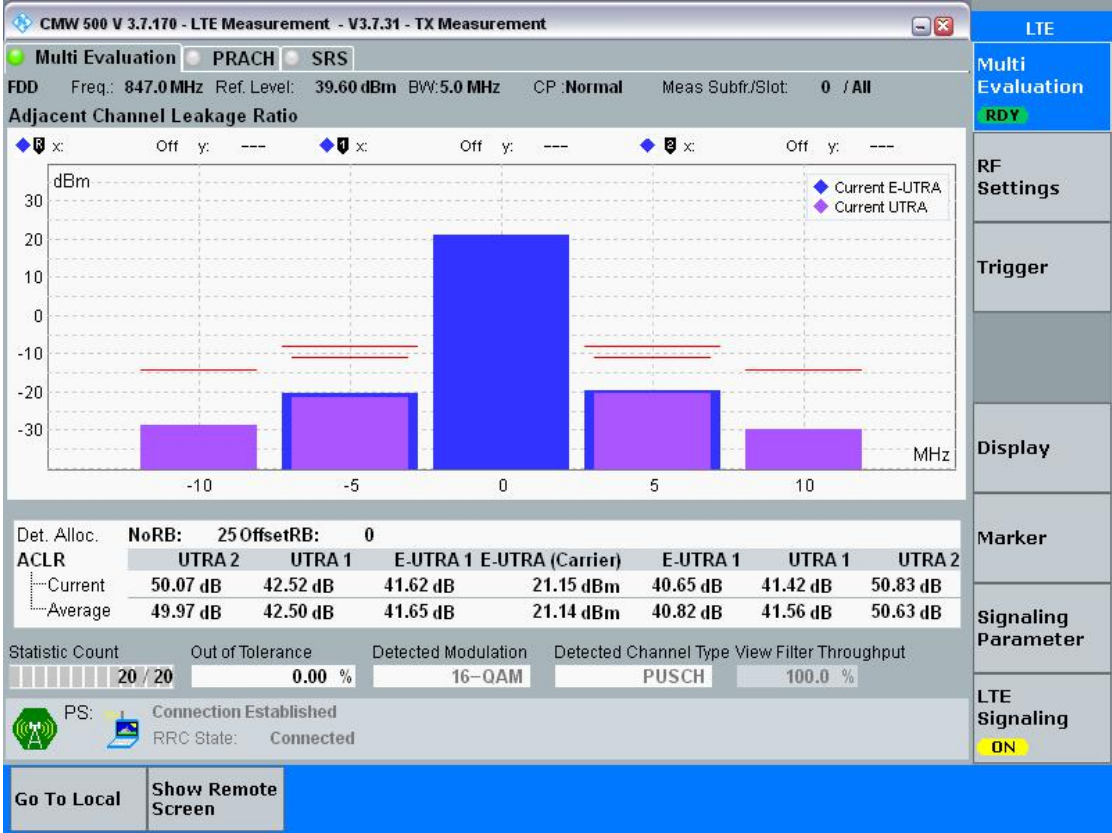 CMW 500 V 3.7.170 - LTE Measurement - V3.7.31 - TX Measurement
LTE
Multi Evaluation PRACH SRS
FDD Freq.: 847.0 MHz Ref. Level: 39.60 dBm BW:5.0 MHz CP :Normal Meas Subfr./Slot: 0 / All
Adjacent Channel Leakage Ratio
R x: Off y: --- 1 x: Off y: --- 2 x: Off y: ---
dBm
Current E-UTRA
Current UTRA
30
20
10
0
-10
-20
-30
MHz
-10 -5 0 5 10
Det. Alloc. NoRB: 25 OffsetRB: 0
ACLR UTRA 2 UTRA 1 E-UTRA 1 E-UTRA (Carrier) E-UTRA 1 UTRA 1 UTRA 2
Current 50.07 dB 42.52 dB 41.62 dB 21.15 dBm 40.65 dB 41.42 dB 50.83 dB
Average 49.97 dB 42.50 dB 41.65 dB 21.14 dBm 40.82 dB 41.56 dB 50.63 dB
Statistic Count Out of Tolerance Detected Modulation Detected Channel Type View Filter Throughput
20 / 20 0.00 % 16-QAM PUSCH 100.0 %
PS: Connection Established
RRC State: Connected
Multi
Evaluation
RDY
RF
Settings
Trigger
Display
Marker
Signaling
Parameter
LTE
Signaling
ON
Go To Local
Show Remote
Screen